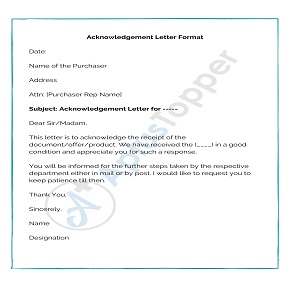 Acknowledgement Letter Format
Date:
Name of the Purchaser
Address
Attn: [Purchaser Rep Name]
Subject: Acknowledgement Letter for -----
Dear Sir/Madam,
This letter is to acknowledge the receipt of the
document/offer/product. We have received the (____) in a good
condition and appreciate you for such a response.
You will be informed for the further steps taken by the respective
department either in mail or by post. I would like to request you to
keep patience till then.
Thank You,
Sincerely,
Name
Designation
AplusTopper